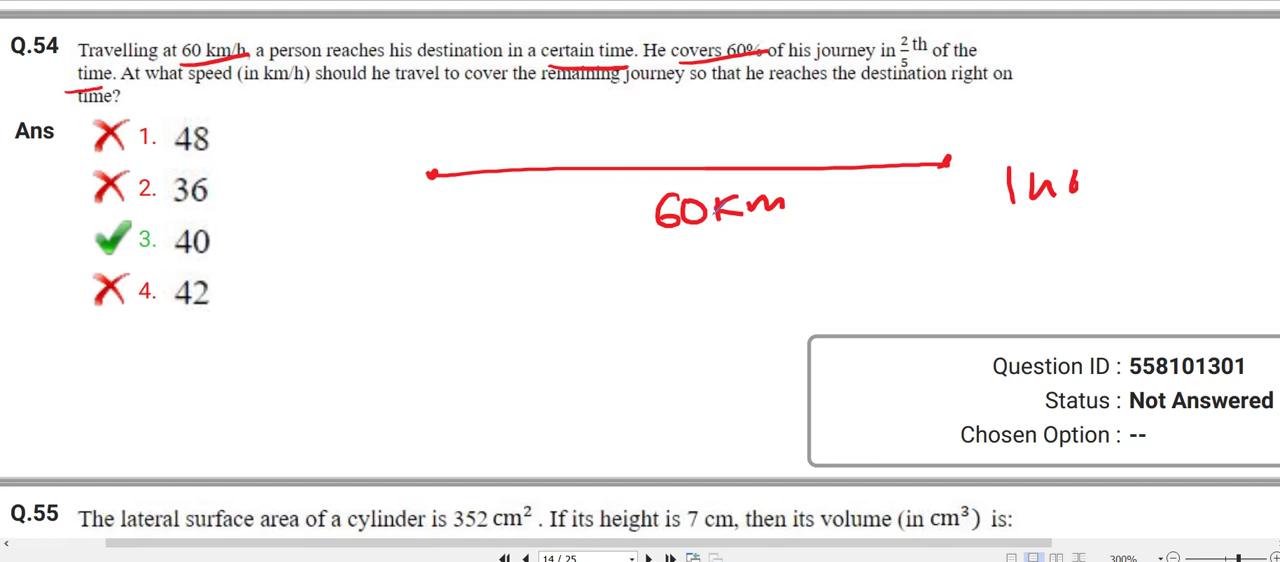 Q.54 Travelling at 60 km/h, a person reaches his destination in a certain time. He covers 60% of his journey in 2/5 th of the
time. At what speed (in km/h) should he travel to cover the remaining journey so that he reaches the destination right on
time?
Ans 1. 48
2. 36
3. 40
4. 42
60km
Question ID : 558101301
Status : Not Answered
Chosen Option : --
Q.55 The lateral surface area of a cylinder is 352 cm². If its height is 7 cm, then its volume (in cm³) is:
14 / 25
300%